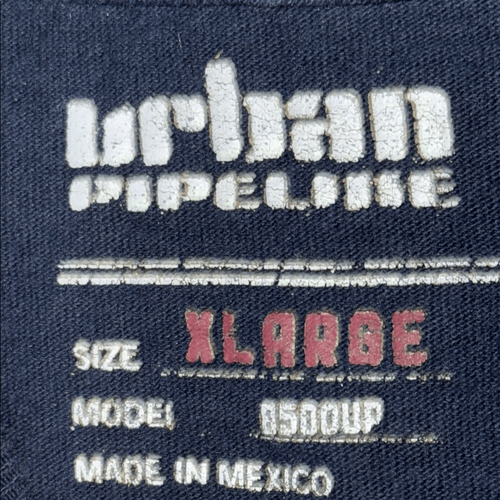 urban
PIPELINE
SIZE XLARGE
MODEL 8500UP
MADE IN MEXICO